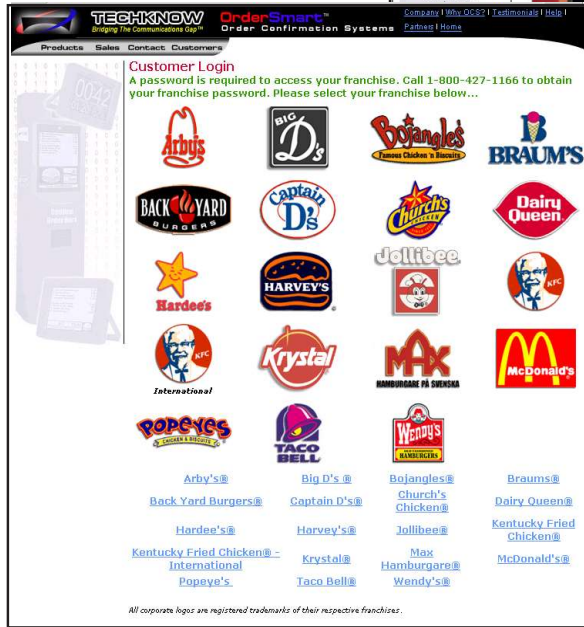 TECHKNOW
Bridging The Communications Gap™
OrderSmart™
Order Confirmation Systems
Company | Why OCS? | Testimonials | Help |
Partners | Home
Products Sales Contact Customers
Customer Login
A password is required to access your franchise. Call 1-800-427-1166 to obtain
your franchise password. Please select your franchise below...
0042
Arby's
BIG D's
Bojangles'
Famous Chicken 'n Biscuits
BRAUM'S
BACK YARD
BURGERS
Captain D's
Church's
CHICKEN
Dairy Queen
Hardee's
HARVEY'S
Jollibee
KFC
KFC
International
Krystal
MAX
HAMBURGARE PÅ SVENSKA
McDonald's
POPEYES
CHICKEN & BISCUITS
TACO BELL
WENDY'S
OLD FASHIONED
HAMBURGERS
Arby's® Big D's ® Bojangles® Braums®
Back Yard Burgers® Captain D's® Church's Chicken® Dairy Queen®
Hardee's® Harvey's® Jollibee® Kentucky Fried Chicken®
Kentucky Fried Chicken® - International Krystal® Max Hamburgare® McDonald's®
Popeye's Taco Bell® Wendy's®
All corporate logos are registered trademarks of their respective franchises.